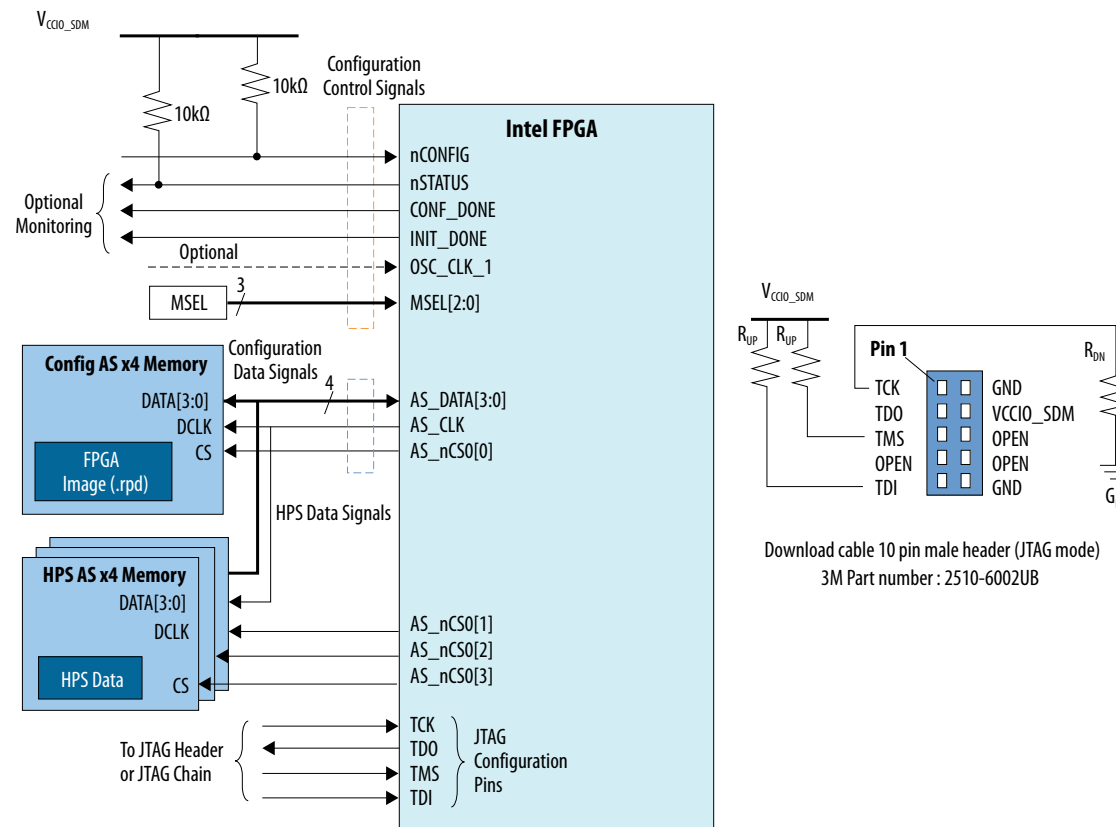 VCCIO_SDM
10kΩ
10kΩ
Configuration
Control Signals
Intel FPGA
nCONFIG
nSTATUS
CONF_DONE
INIT_DONE
OSC_CLK_1
MSEL[2:0]
Optional
Monitoring
Optional
MSEL
3
Config AS x4 Memory
DATA[3:0]
DCLK
CS
FPGA
Image (.rpd)
Configuration
Data Signals
4
AS_DATA[3:0]
AS_CLK
AS_nCS0[0]
HPS Data Signals
HPS AS x4 Memory
DATA[3:0]
DCLK
HPS Data
CS
AS_nCS0[1]
AS_nCS0[2]
AS_nCS0[3]
To JTAG Header
or JTAG Chain
TCK
TDO
TMS
TDI
JTAG
Configuration
Pins
VCCIO_SDM
RUP
RUP
Pin 1
RDN
TCK
GND
TDO
VCCIO_SDM
TMS
OPEN
OPEN
OPEN
TDI
GND
G
Download cable 10 pin male header (JTAG mode)
3M Part number : 2510-6002UB